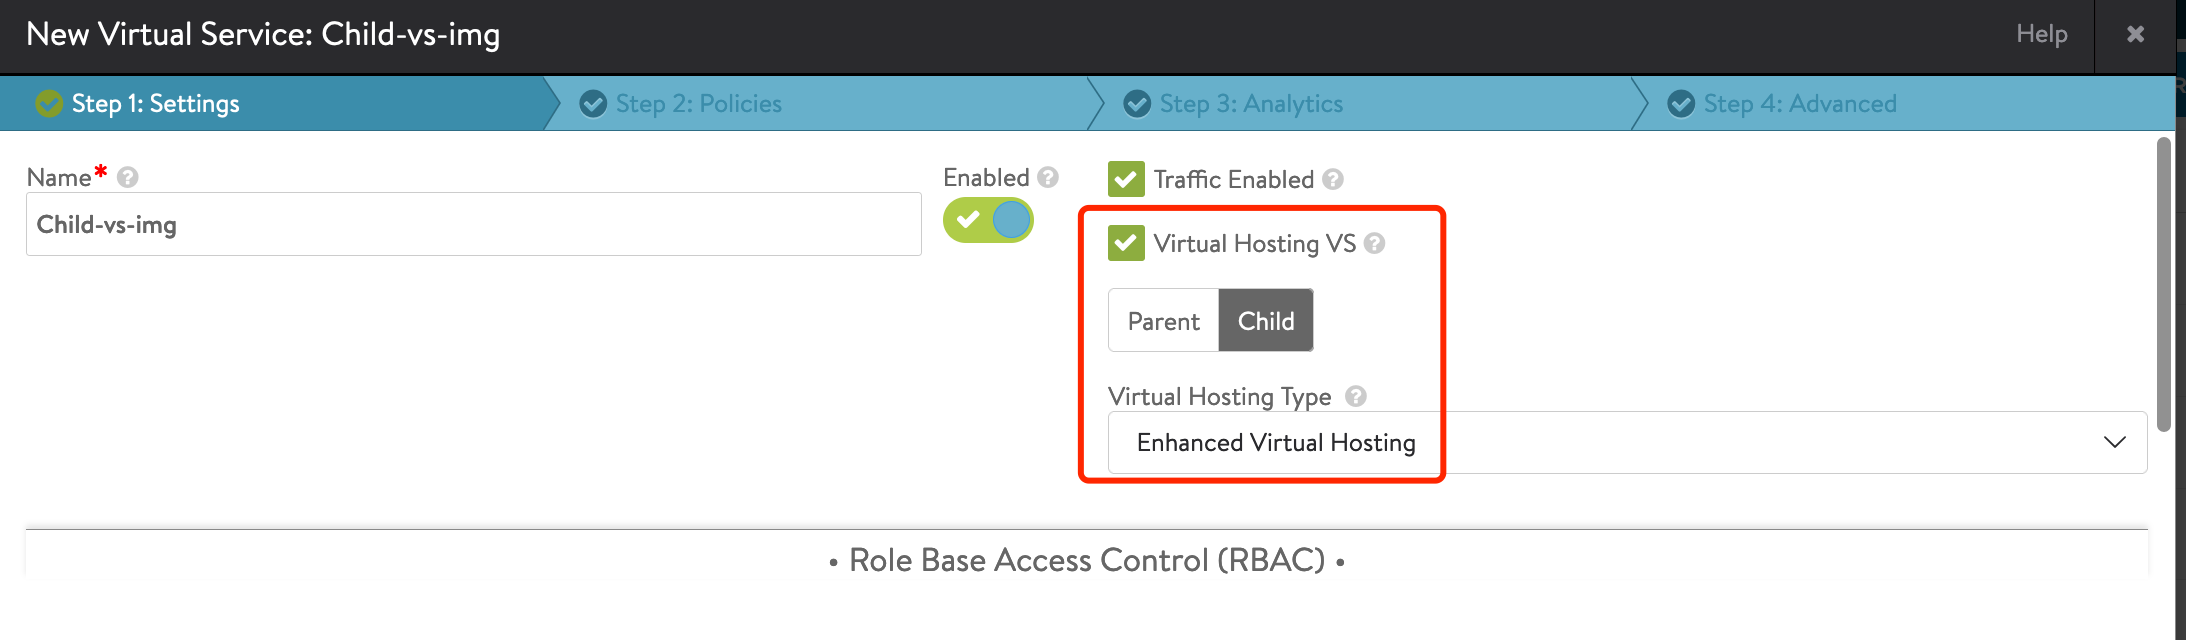 New Virtual Service: Child-vs-img
Help
Step 1: Settings
Step 2: Policies
Step 3: Analytics
Step 4: Advanced
Name*
Child-vs-img
Enabled
Traffic Enabled
Virtual Hosting VS
Parent
Child
Virtual Hosting Type
Enhanced Virtual Hosting
• Role Base Access Control (RBAC) •